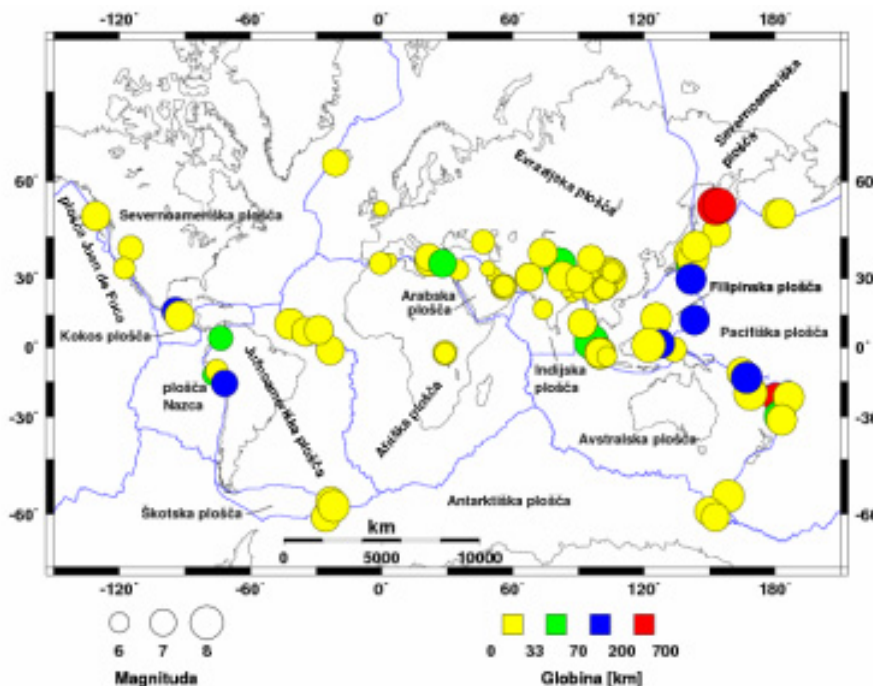 -120° -60° 0° 60° 120° 180°
60°
30°
0°
-30°
-60°
60°
30°
0°
-30°
-60°
Severnoameriška plošča
Evrazijska plošča
plošča Juan de Fuca
Severnoameriška plošča
Arabska plošča
Filipinska plošča
Kokos plošča
Pacifiška plošča
Indijska plošča
plošča Nazca
Južnoameriška plošča
Afriška plošča
Avstralska plošča
Škotska plošča
Antarktiška plošča
km
0 5000 10000
-120° -60° 0° 60° 120° 180°
6 7 8
Magnituda
0 33 70 200 700
Globina [km]